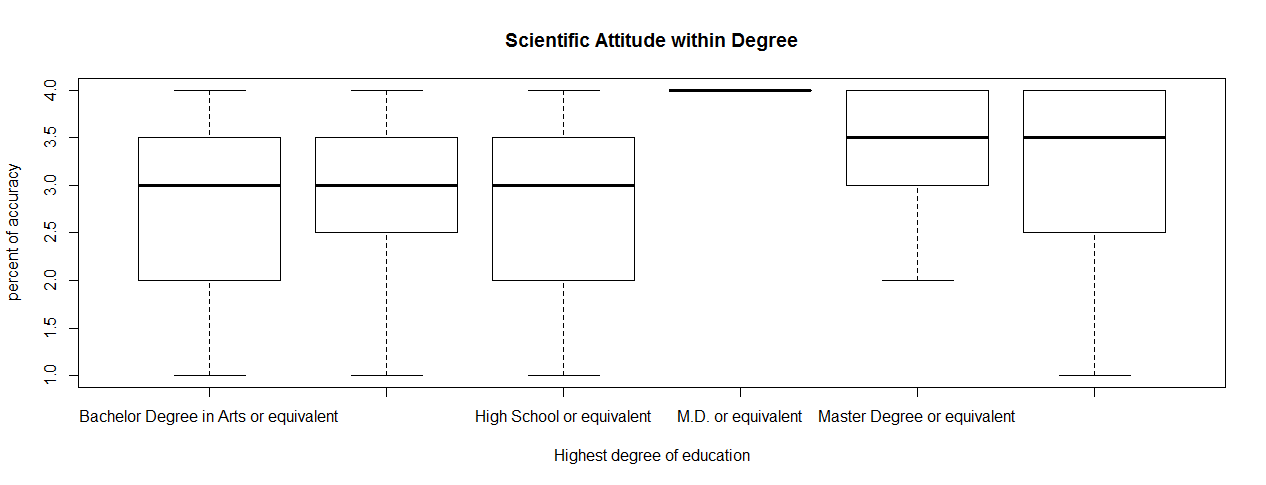 Scientific Attitude within Degree
percent of accuracy
4.0
3.5
3.0
2.5
2.0
1.5
1.0
Bachelor Degree in Arts or equivalent
High School or equivalent
M.D. or equivalent
Master Degree or equivalent
Highest degree of education